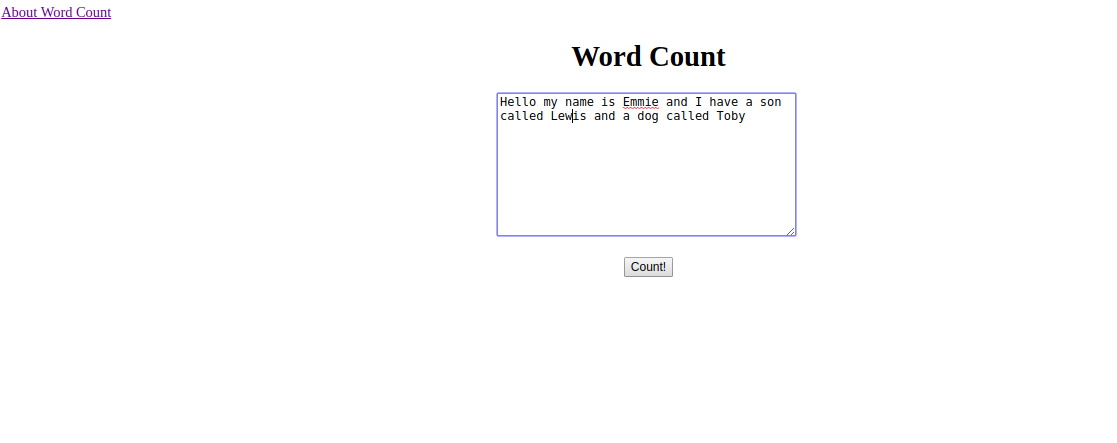 About Word Count
Word Count
Hello my name is Emmie and I have a son
called Lewis and a dog called Toby
Count!